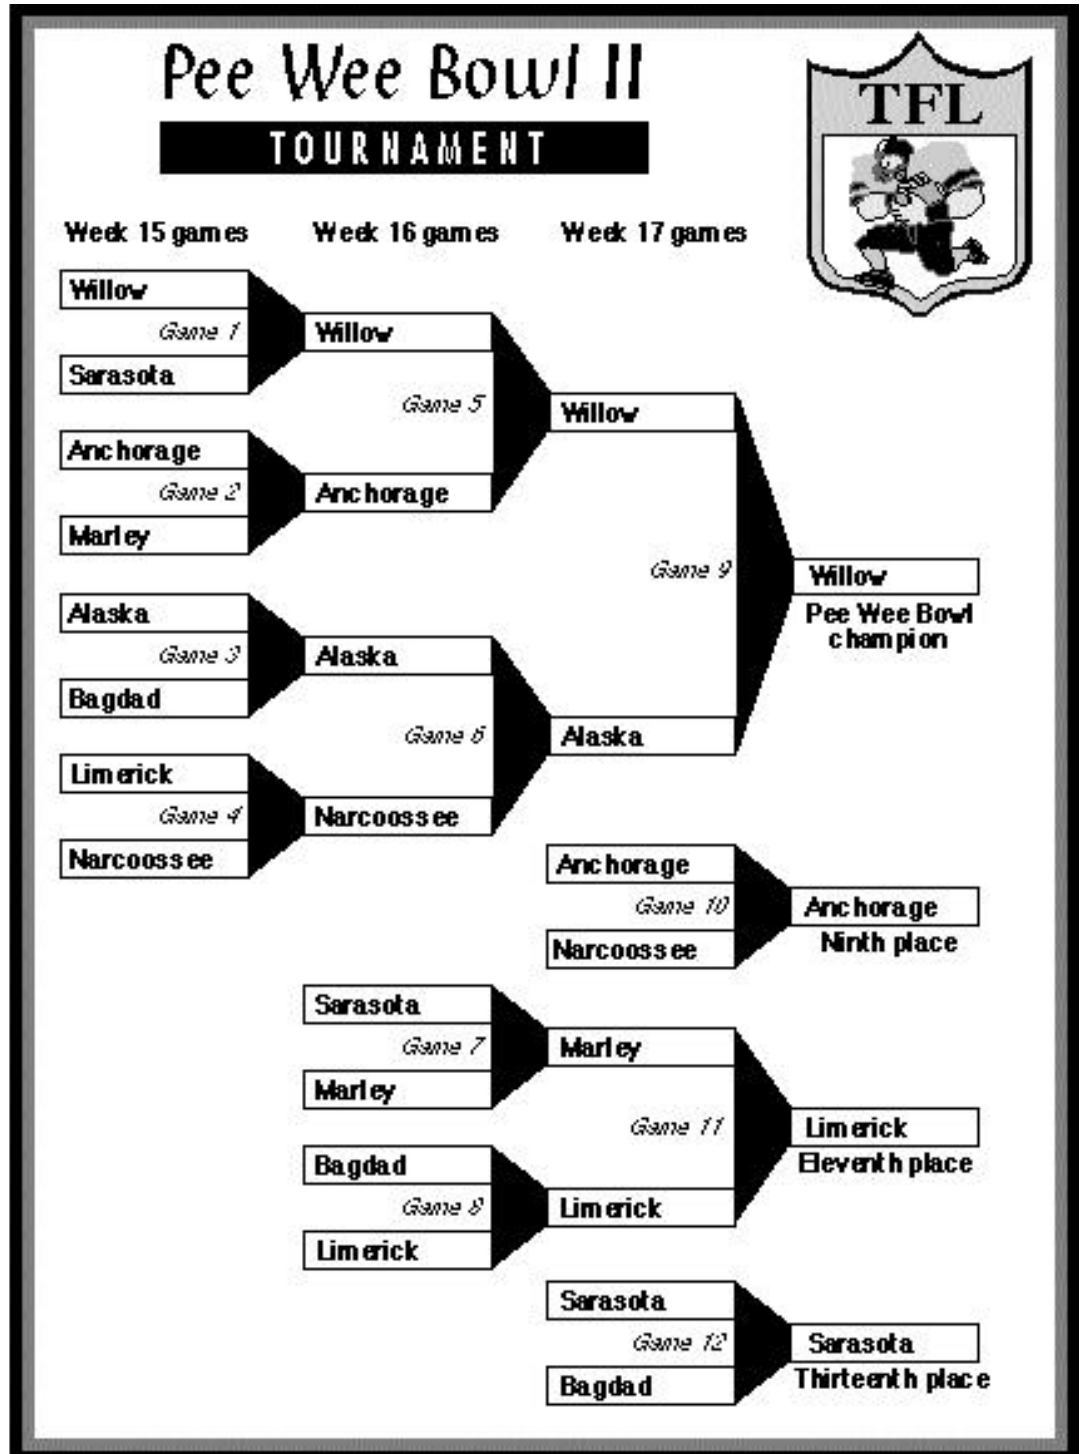 Pee Wee Bowl II
TOURNAMENT
TFL
Week 15 games
Week 16 games
Week 17 games
Willow
Game 1
Sarasota
Willow
Game 5
Anchorage
Game 2
Marley
Anchorage
Willow
Game 9
Alaska
Game 3
Bagdad
Alaska
Game 6
Limerick
Game 4
Narcoossee
Narcoossee
Alaska
Willow
Pee Wee Bowl
champion
Anchorage
Game 10
Narcoossee
Anchorage
Ninth place
Sarasota
Game 7
Marley
Marley
Game 11
Bagdad
Game 8
Limerick
Limerick
Limerick
Eleventh place
Sarasota
Game 12
Bagdad
Sarasota
Thirteenth place